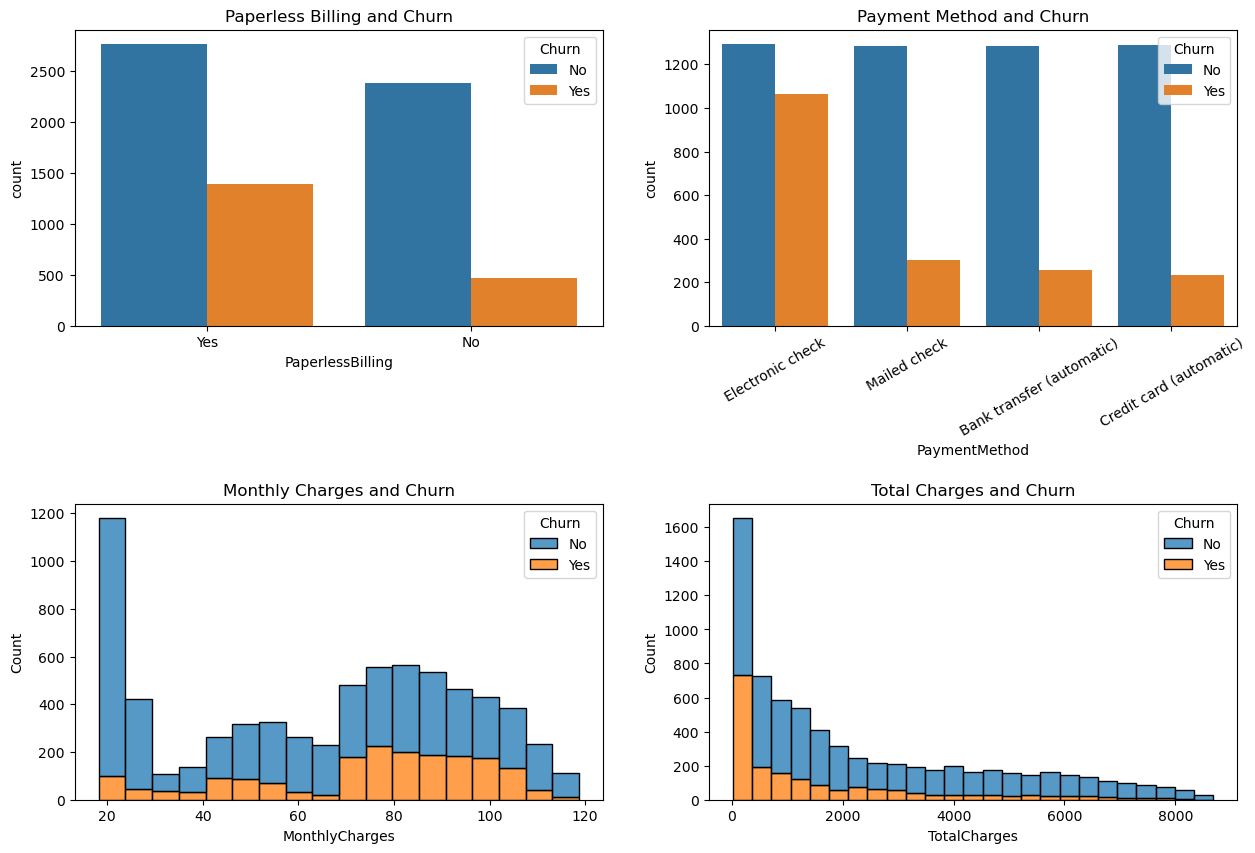 Paperless Billing and Churn
2500
2000
1500
1000
500
0
count
Yes
No
PaperlessBilling
Churn
No
Yes
Payment Method and Churn
1200
1000
800
600
400
200
0
count
Electronic check
Mailed check
Bank transfer (automatic)
Credit card (automatic)
PaymentMethod
Churn
No
Yes
Monthly Charges and Churn
1200
1000
800
600
400
200
0
Count
20
40
60
80
100
120
MonthlyCharges
Churn
No
Yes
Total Charges and Churn
1600
1400
1200
1000
800
600
400
200
0
Count
0
2000
4000
6000
8000
TotalCharges
Churn
No
Yes